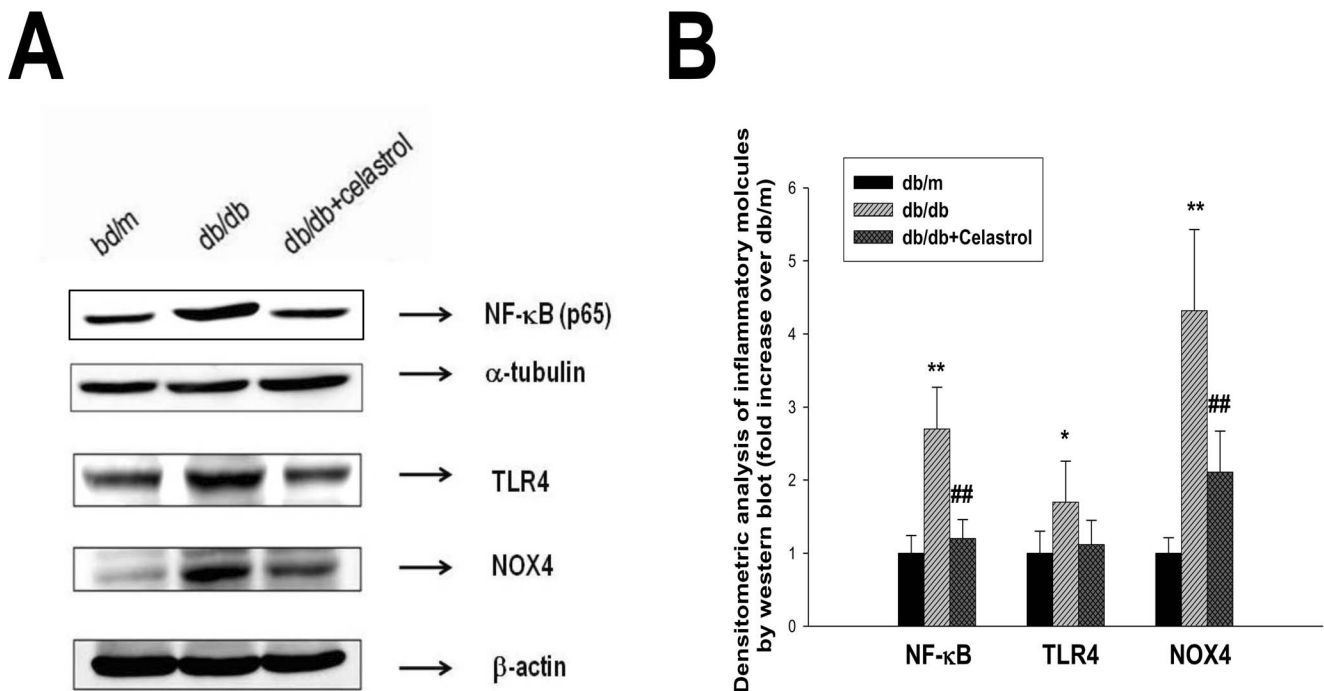 A
bd/m
db/db
db/db+celastrol
NF-κB (p65)
α-tubulin
TLR4
NOX4
β-actin
B
Densitometric analysis of inflammatory molcules
by western blot (fold increase over db/m)
db/m
db/db
db/db+Celastrol
6
5
4
3
2
1
0
**
##
*
**
##
NF-κB
TLR4
NOX4